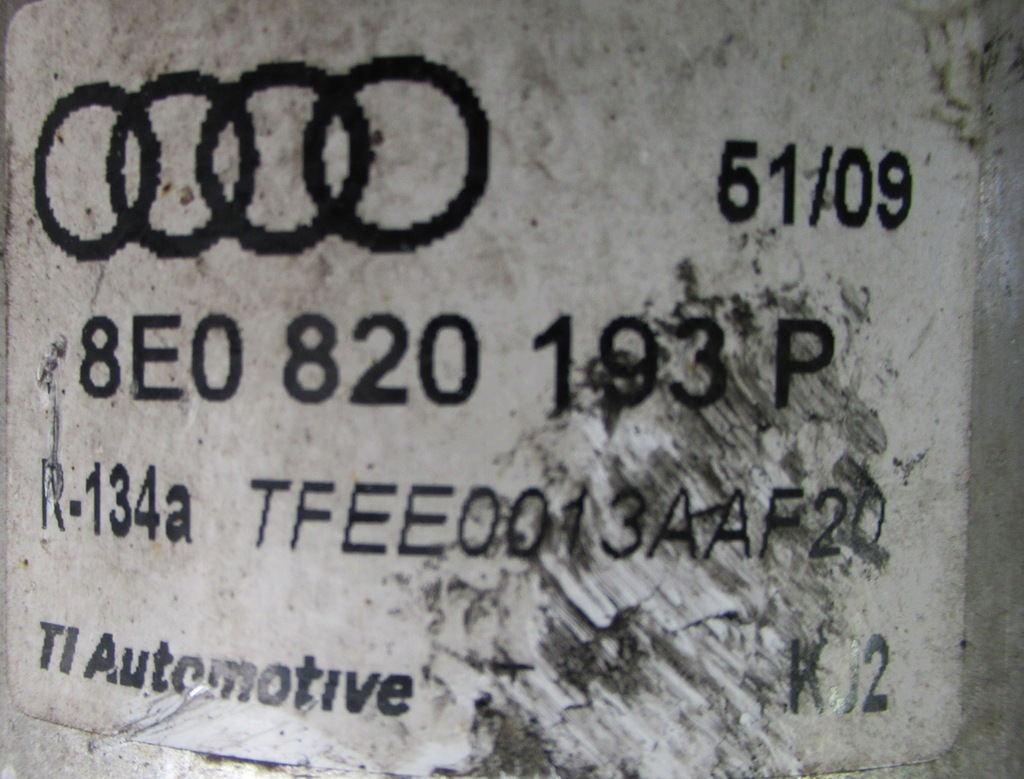 51/09
8E0 820 193 P
R-134a TFEE0013AAF20
TI Automotive
KJ2